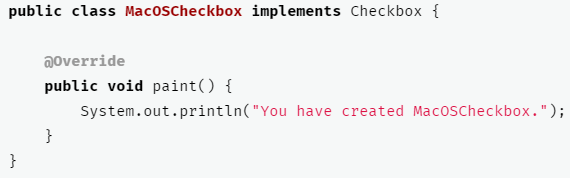 public class MacOSCheckbox implements Checkbox {
@Override
public void paint() {
System.out.println("You have created MacOSCheckbox.");
}
}